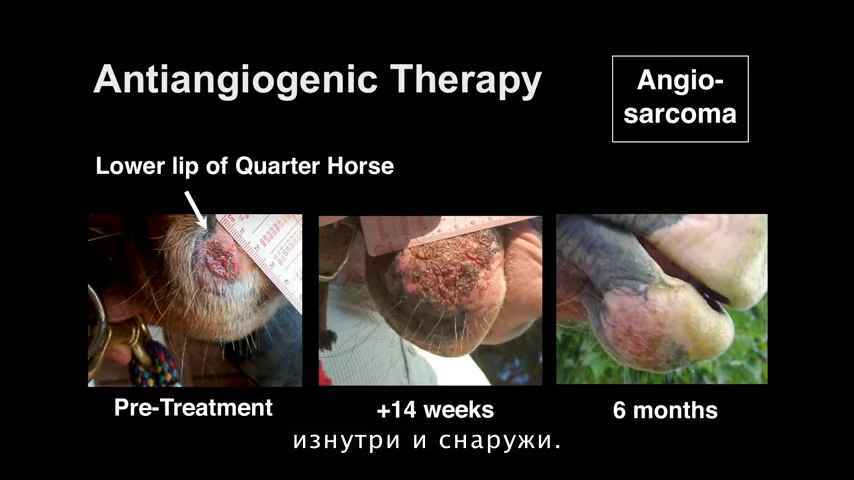 Antiangiogenic Therapy
Angio-
sarcoma
Lower lip of Quarter Horse
Pre-Treatment
+14 weeks
6 months
изнутри и снаружи.